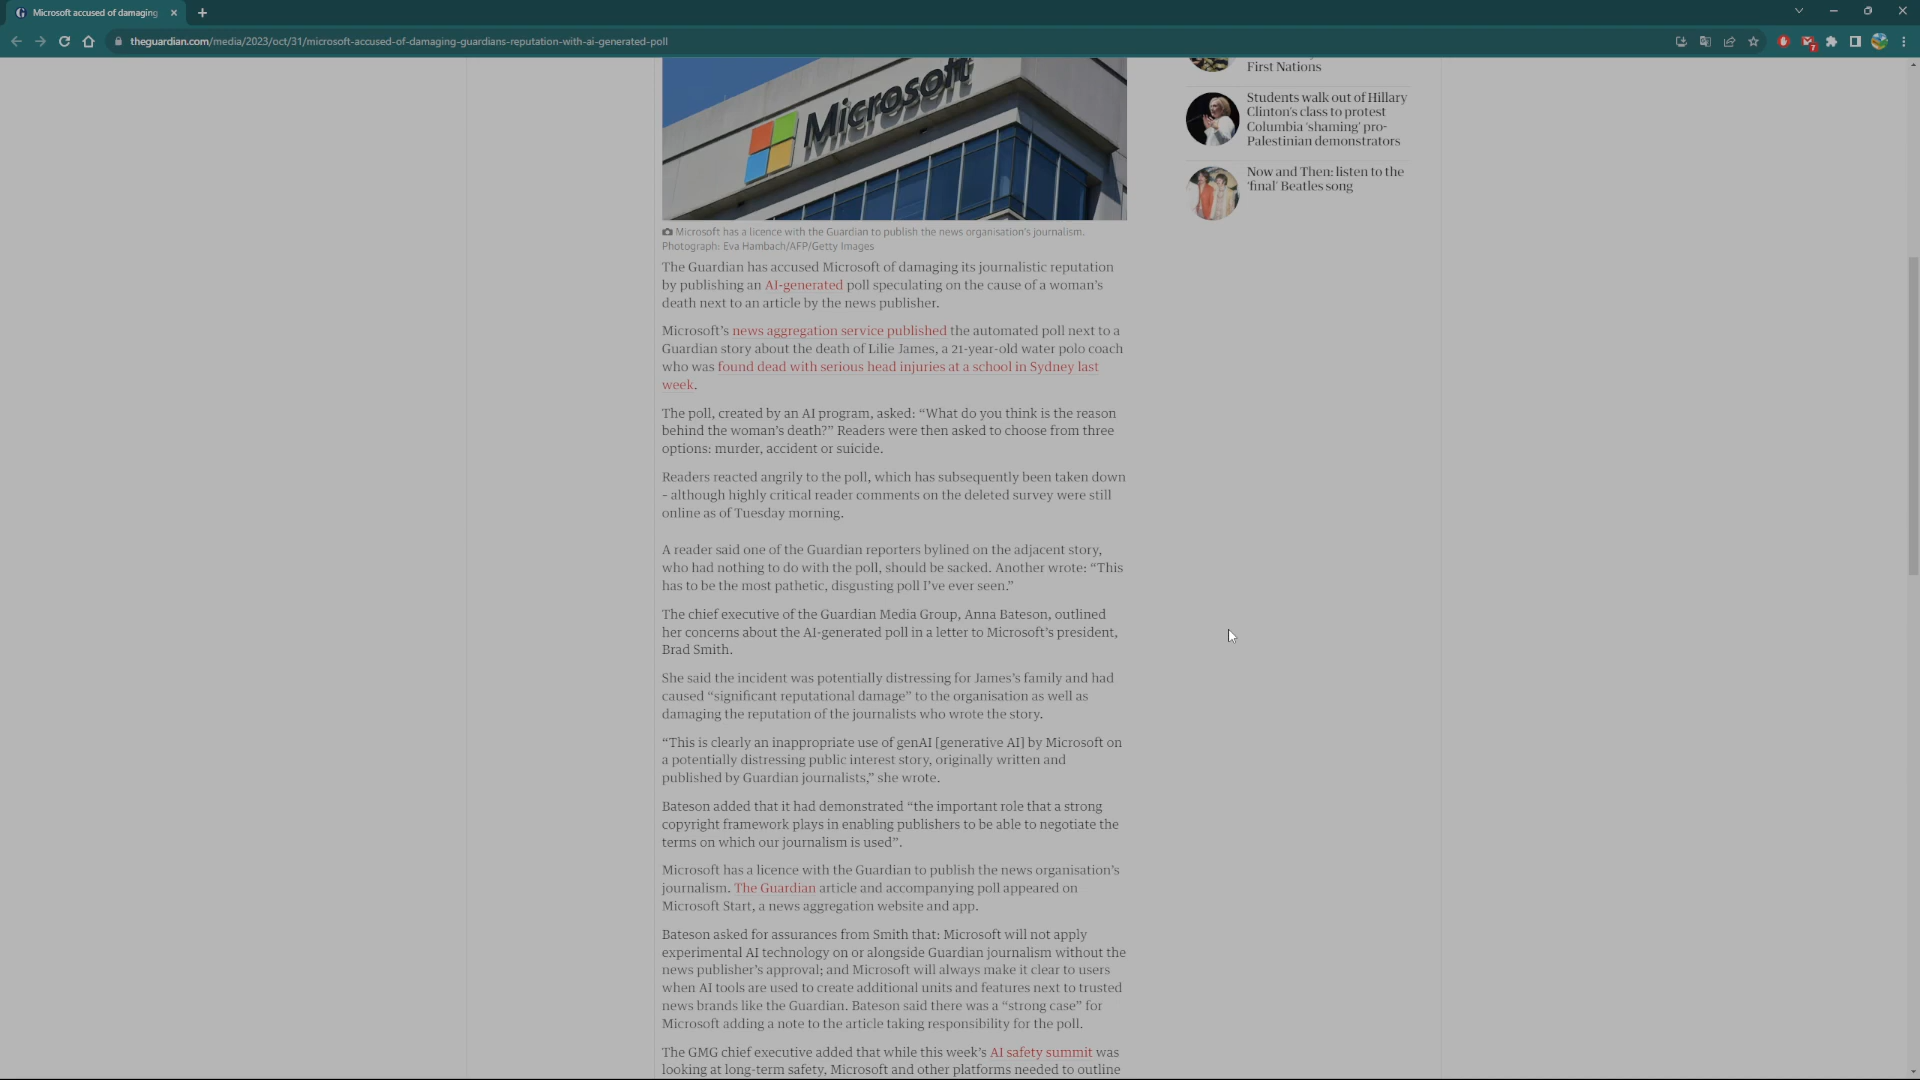 Microsoft accused of damaging
theguardian.com/media/2023/oct/31/microsoft-accused-of-damaging-guardians-reputation-with-ai-generated-poll
7
Microsoft
Microsoft has a licence with the Guardian to publish the news organisation's journalism.
Photograph: Eva Hambach/AFP/Getty Images
The Guardian has accused Microsoft of damaging its journalistic reputation
by publishing an AI-generated poll speculating on the cause of a woman's
death next to an article by the news publisher.
Microsoft's news aggregation service published the automated poll next to a
Guardian story about the death of Lilie James, a 21-year-old water polo coach
who was found dead with serious head injuries at a school in Sydney last
week.
The poll, created by an AI program, asked: “What do you think is the reason
behind the woman's death?” Readers were then asked to choose from three
options: murder, accident or suicide.
Readers reacted angrily to the poll, which has subsequently been taken down
– although highly critical reader comments on the deleted survey were still
online as of Tuesday morning.
A reader said one of the Guardian reporters bylined on the adjacent story,
who had nothing to do with the poll, should be sacked. Another wrote: “This
has to be the most pathetic, disgusting poll I've ever seen.”
The chief executive of the Guardian Media Group, Anna Bateson, outlined
her concerns about the AI-generated poll in a letter to Microsoft's president,
Brad Smith.
She said the incident was potentially distressing for James's family and had
caused “significant reputational damage” to the organisation as well as
damaging the reputation of the journalists who wrote the story.
“This is clearly an inappropriate use of genAI [generative AI] by Microsoft on
a potentially distressing public interest story, originally written and
published by Guardian journalists,” she wrote.
Bateson added that it had demonstrated “the important role that a strong
copyright framework plays in enabling publishers to be able to negotiate the
terms on which our journalism is used”.
Microsoft has a licence with the Guardian to publish the news organisation's
journalism. The Guardian article and accompanying poll appeared on
Microsoft Start, a news aggregation website and app.
Bateson asked for assurances from Smith that: Microsoft will not apply
experimental AI technology on or alongside Guardian journalism without the
news publisher's approval; and Microsoft will always make it clear to users
when AI tools are used to create additional units and features next to trusted
news brands like the Guardian. Bateson said there was a “strong case” for
Microsoft adding a note to the article taking responsibility for the poll.
The GMG chief executive added that while this week's AI safety summit was
looking at long-term safety, Microsoft and other platforms needed to outline
First Nations
Students walk out of Hillary
Clinton's class to protest
Columbia ‘shaming’ pro-
Palestinian demonstrators
Now and Then: listen to the
‘final’ Beatles song